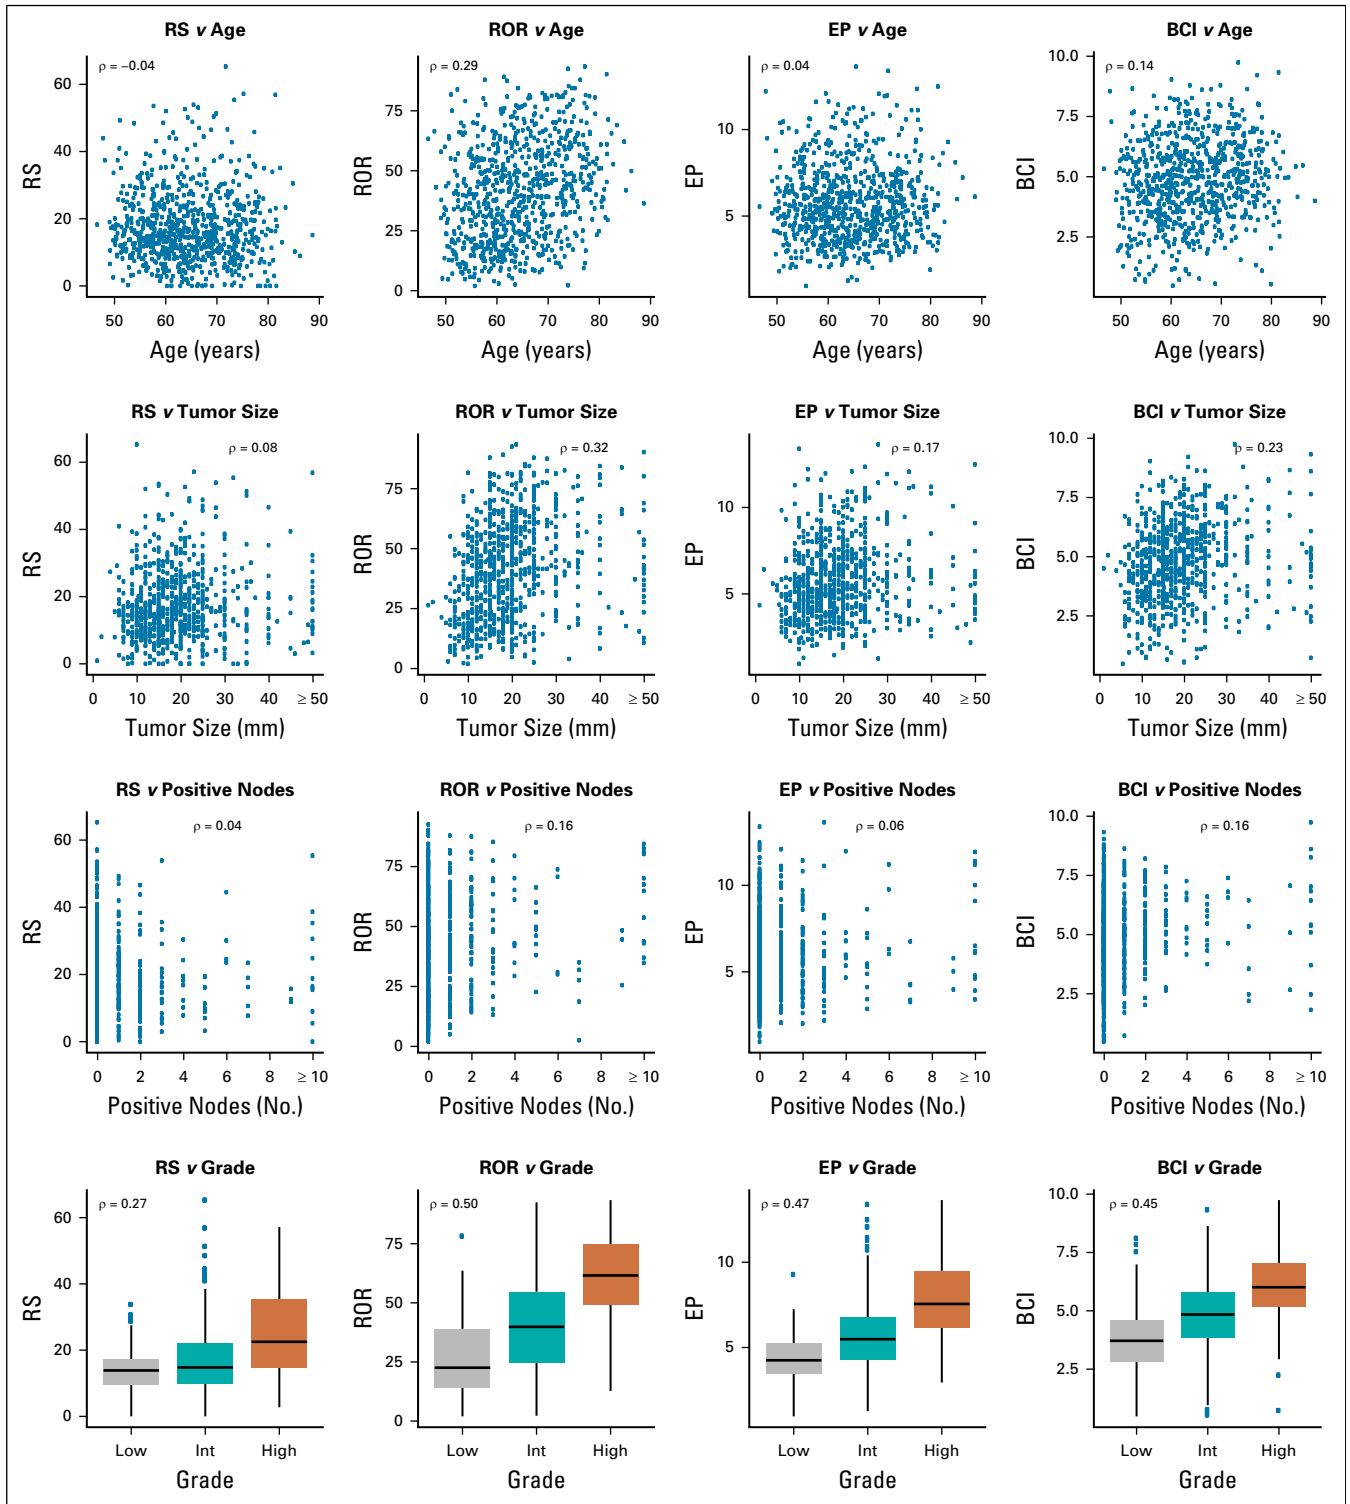 RS v Age
ROR v Age
EP v Age
BCI v Age
ρ = −0.04
ρ = 0.29
ρ = 0.04
ρ = 0.14
RS
60
40
20
0
50 60 70 80 90
Age (years)
ROR
75
50
25
0
50 60 70 80 90
Age (years)
EP
10
5
50 60 70 80 90
Age (years)
BCI
10.0
7.5
5.0
2.5
50 60 70 80 90
Age (years)
RS v Tumor Size
ROR v Tumor Size
EP v Tumor Size
BCI v Tumor Size
ρ = 0.08
ρ = 0.32
ρ = 0.17
ρ = 0.23
RS
60
40
20
0
0 10 20 30 40 ≥ 50
Tumor Size (mm)
ROR
75
50
25
0
0 10 20 30 40 ≥ 50
Tumor Size (mm)
EP
10
5
0 10 20 30 40 ≥ 50
Tumor Size (mm)
BCI
10.0
7.5
5.0
2.5
0 10 20 30 40 ≥ 50
Tumor Size (mm)
RS v Positive Nodes
ROR v Positive Nodes
EP v Positive Nodes
BCI v Positive Nodes
ρ = 0.04
ρ = 0.16
ρ = 0.06
ρ = 0.16
RS
60
40
20
0
0 2 4 6 8 ≥ 10
Positive Nodes (No.)
ROR
75
50
25
0
0 2 4 6 8 ≥ 10
Positive Nodes (No.)
EP
10
5
0 2 4 6 8 ≥ 10
Positive Nodes (No.)
BCI
10.0
7.5
5.0
2.5
0 2 4 6 8 ≥ 10
Positive Nodes (No.)
RS v Grade
ROR v Grade
EP v Grade
BCI v Grade
ρ = 0.27
ρ = 0.50
ρ = 0.47
ρ = 0.45
RS
60
40
20
0
Low Int High
Grade
ROR
75
50
25
0
Low Int High
Grade
EP
10
5
Low Int High
Grade
BCI
10.0
7.5
5.0
2.5
Low Int High
Grade